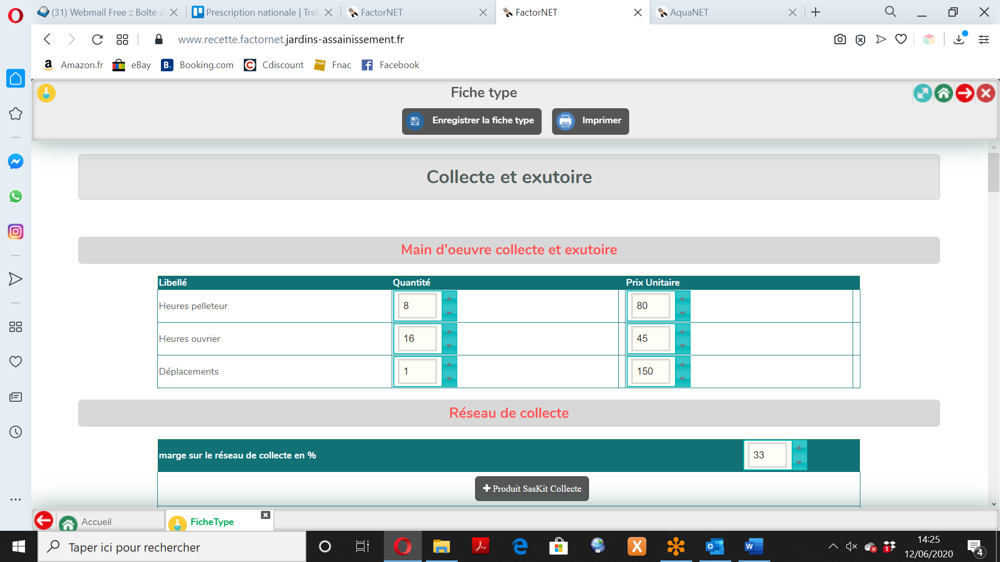 (31) Webmail Free :: Boîte d
Prescription nationale | Trel
FactorNET
FactorNET
AquaNET
www.recette.factornet.jardins-assainissement.fr
Amazon.fr
eBay
Booking.com
Cdiscount
Fnac
Facebook
Fiche type
Enregistrer la fiche type
Imprimer
Collecte et exutoire
Main d'oeuvre collecte et exutoire
Libellé Quantité Prix Unitaire
Heures pelleteur 8 80
Heures ouvrier 16 45
Déplacements 1 150
Réseau de collecte
marge sur le réseau de collecte en % 33
Produit SasKit Collecte
Accueil
FicheType
Taper ici pour rechercher
14:25
12/06/2020
4
1